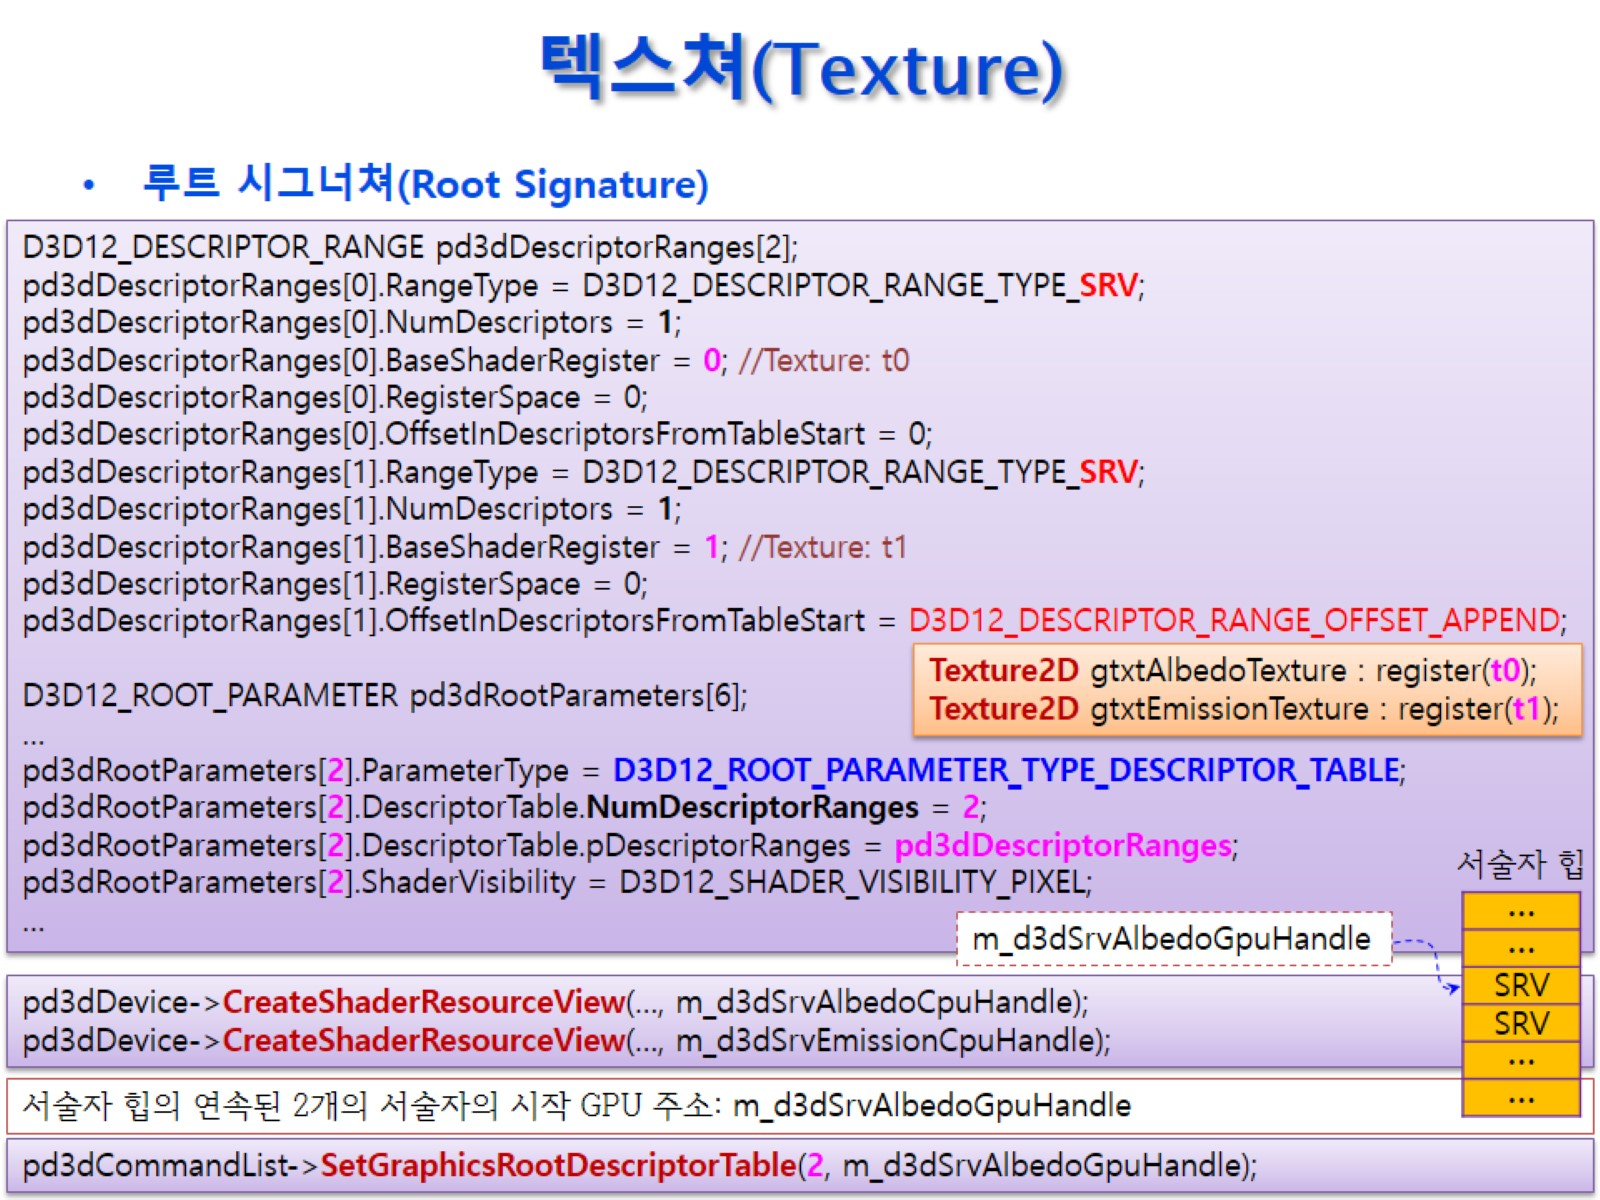 텍스쳐(Texture)
• 루트 시그너쳐(Root Signature)
D3D12_DESCRIPTOR_RANGE pd3dDescriptorRanges[2];
pd3dDescriptorRanges[0].RangeType = D3D12_DESCRIPTOR_RANGE_TYPE_SRV;
pd3dDescriptorRanges[0].NumDescriptors = 1;
pd3dDescriptorRanges[0].BaseShaderRegister = 0; //Texture: t0
pd3dDescriptorRanges[0].RegisterSpace = 0;
pd3dDescriptorRanges[0].OffsetInDescriptorsFromTableStart = 0;
pd3dDescriptorRanges[1].RangeType = D3D12_DESCRIPTOR_RANGE_TYPE_SRV;
pd3dDescriptorRanges[1].NumDescriptors = 1;
pd3dDescriptorRanges[1].BaseShaderRegister = 1; //Texture: t1
pd3dDescriptorRanges[1].RegisterSpace = 0;
pd3dDescriptorRanges[1].OffsetInDescriptorsFromTableStart = D3D12_DESCRIPTOR_RANGE_OFFSET_APPEND;
Texture2D gtxtAlbedoTexture : register(t0);
Texture2D gtxtEmissionTexture : register(t1);
D3D12_ROOT_PARAMETER pd3dRootParameters[6];
...
pd3dRootParameters[2].ParameterType = D3D12_ROOT_PARAMETER_TYPE_DESCRIPTOR_TABLE;
pd3dRootParameters[2].DescriptorTable.NumDescriptorRanges = 2;
pd3dRootParameters[2].DescriptorTable.pDescriptorRanges = pd3dDescriptorRanges;
pd3dRootParameters[2].ShaderVisibility = D3D12_SHADER_VISIBILITY_PIXEL;
...
서술자 힙
...
...
SRV
SRV
...
...
m_d3dSrvAlbedoGpuHandle
pd3dDevice->CreateShaderResourceView(..., m_d3dSrvAlbedoCpuHandle);
pd3dDevice->CreateShaderResourceView(..., m_d3dSrvEmissionCpuHandle);
서술자 힙의 연속된 2개의 서술자의 시작 GPU 주소: m_d3dSrvAlbedoGpuHandle
pd3dCommandList->SetGraphicsRootDescriptorTable(2, m_d3dSrvAlbedoGpuHandle);